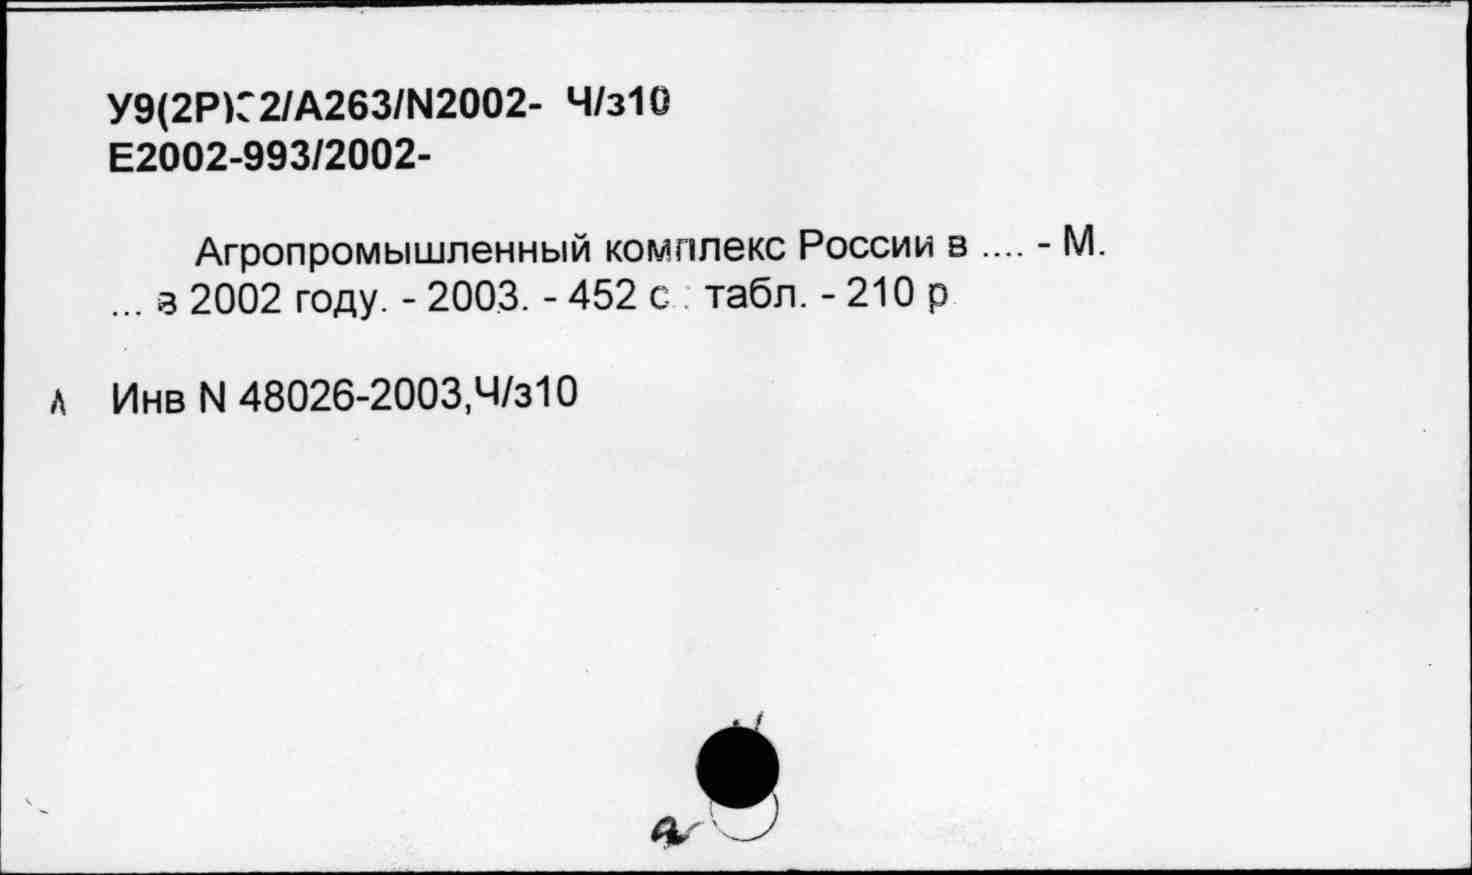 У9(2Р)32/А263/N2002- Ч/з10
Е2002-993/2002-
Агропромышленный комплекс России в .... - М.
... в 2002 году. - 2003. - 452 с : табл. - 210 р
Инв N 48026-2003,Ч/з10